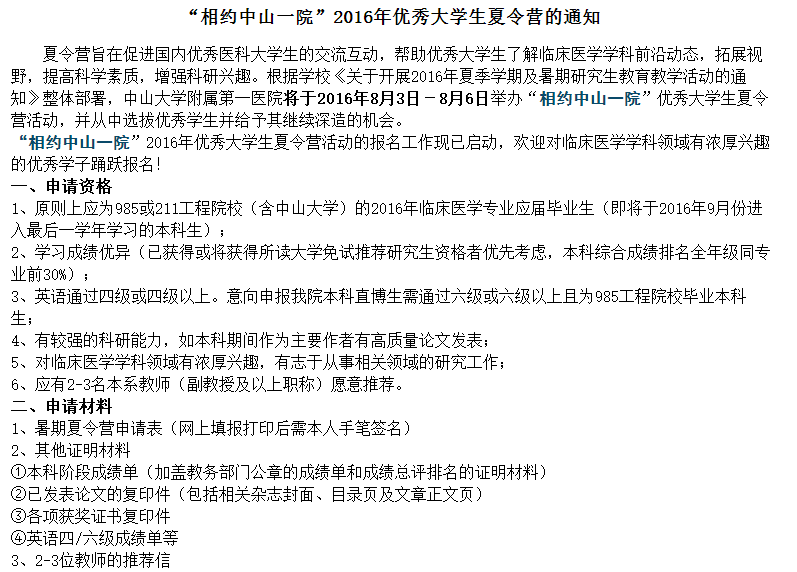 “相约中山一院”2016年优秀大学生夏令营的通知
夏令营旨在促进国内优秀医科大学生的交流互动，帮助优秀大学生了解临床医学学科前沿动态，拓展视
野，提高科学素质，增强科研兴趣。根据学校《关于开展2016年夏季学期及暑期研究生教育教学活动的通
知》整体部署，中山大学附属第一医院将于2016年8月3日－8月6日举办“相约中山一院”优秀大学生夏令
营活动，并从中选拔优秀学生并给予其继续深造的机会。
“相约中山一院”2016年优秀大学生夏令营活动的报名工作现已启动，欢迎对临床医学学科领域有浓厚兴趣
的优秀学子踊跃报名！
一、申请资格
1、原则上应为985或211工程院校（含中山大学）的2016年临床医学专业应届毕业生（即将于2016年9月份进
入最后一学年学习的本科生）；
2、学习成绩优异（已获得或将获得所读大学免试推荐研究生资格者优先考虑，本科综合成绩排名全年级同专
业前30%）；
3、英语通过四级或四级以上。意向申报我院本科直博生需通过六级或六级以上且为985工程院校毕业本科
生；
4、有较强的科研能力，如本科期间作为主要作者有高质量论文发表；
5、对临床医学学科领域有浓厚兴趣，有志于从事相关领域的研究工作；
6、应有2-3名本系教师（副教授及以上职称）愿意推荐。
二、申请材料
1、暑期夏令营申请表（网上填报打印后需本人手笔签名）
2、其他证明材料
①本科阶段成绩单（加盖教务部门公章的成绩单和成绩总评排名的证明材料）
②已发表论文的复印件（包括相关杂志封面、目录页及文章正文页）
③各项获奖证书复印件
④英语四/六级成绩单等
3、2-3位教师的推荐信